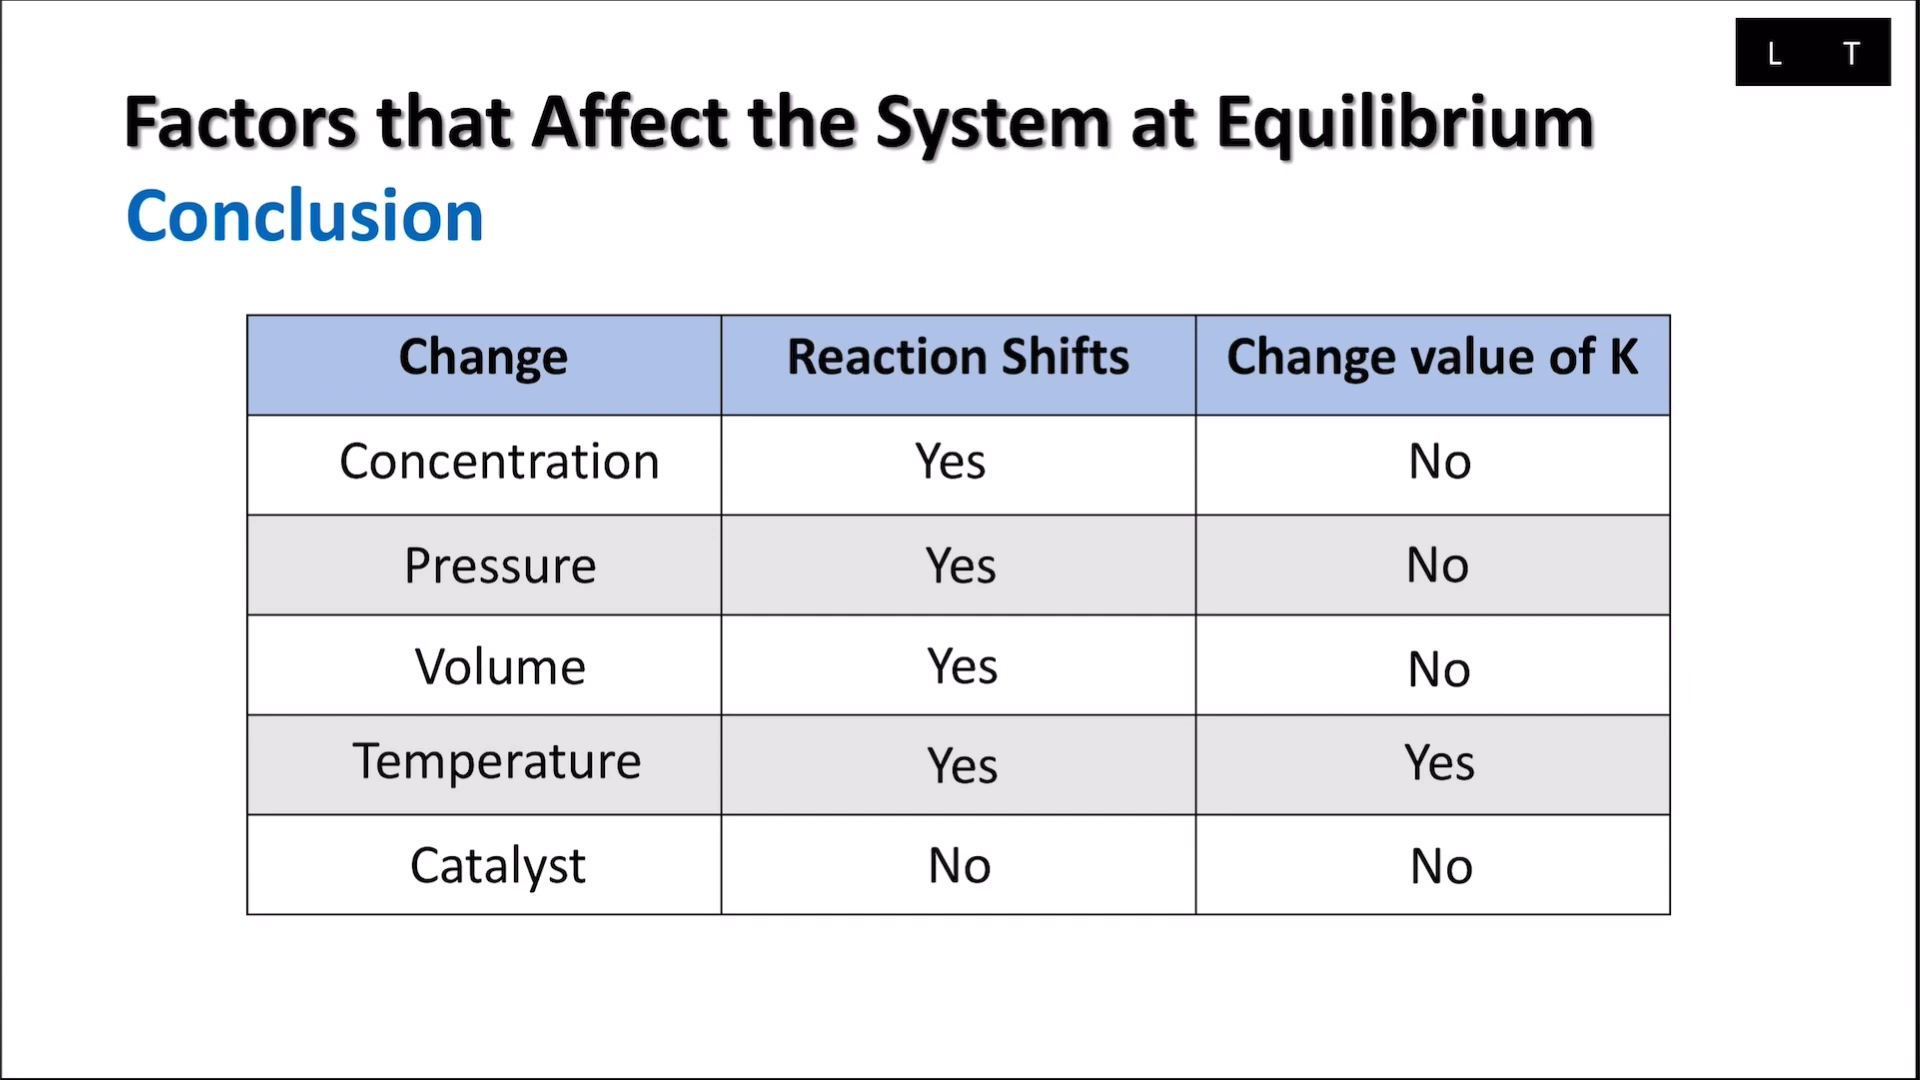 L T
Factors that Affect the System at Equilibrium
Conclusion
Change Reaction Shifts Change value of K
Concentration Yes No
Pressure Yes No
Volume Yes No
Temperature Yes Yes
Catalyst No No